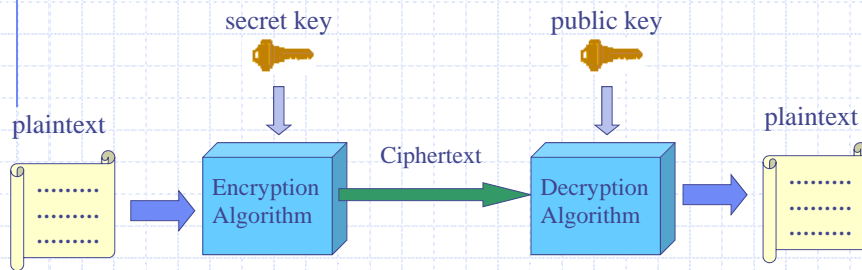 secret key
public key
plaintext
plaintext
Ciphertext
Encryption
Algorithm
Decryption
Algorithm